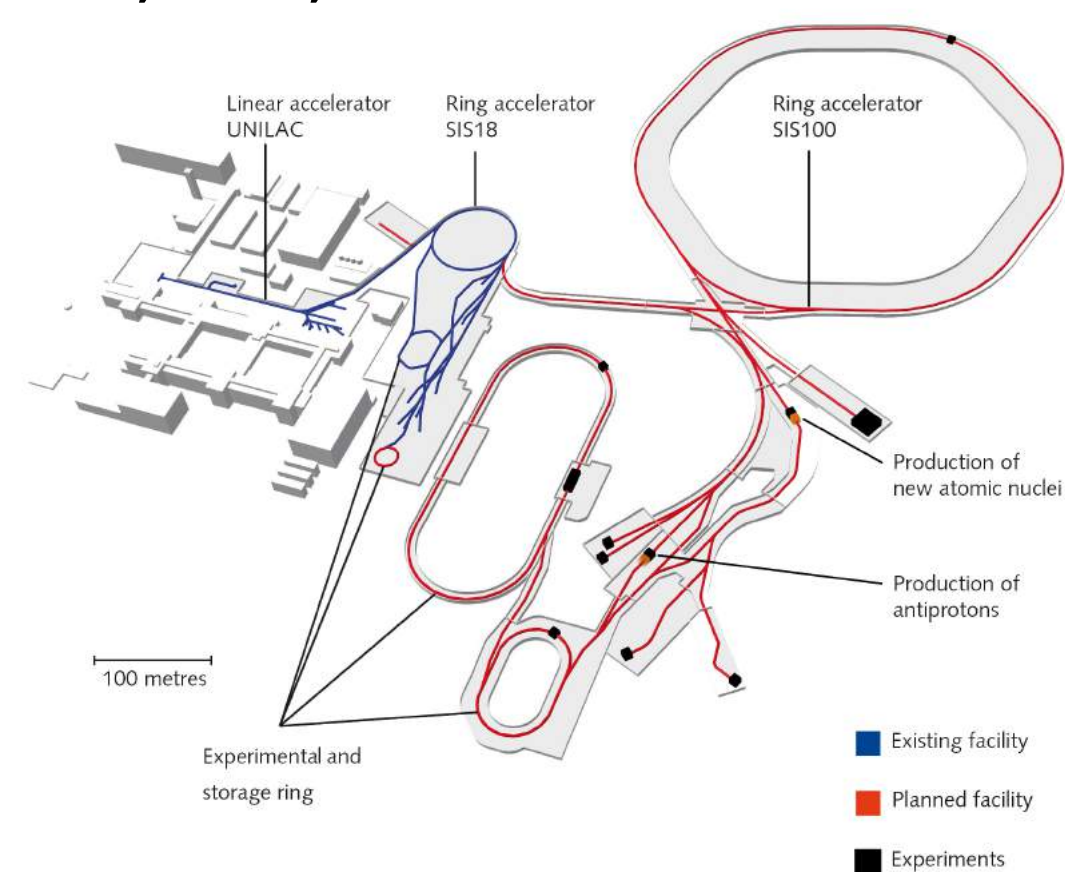 Linear accelerator
UNILAC
Ring accelerator
SIS18
Ring accelerator
SIS100
Production of
new atomic nuclei
Production of
antiprotons
100 metres
Experimental and
storage ring
Existing facility
Planned facility
Experiments